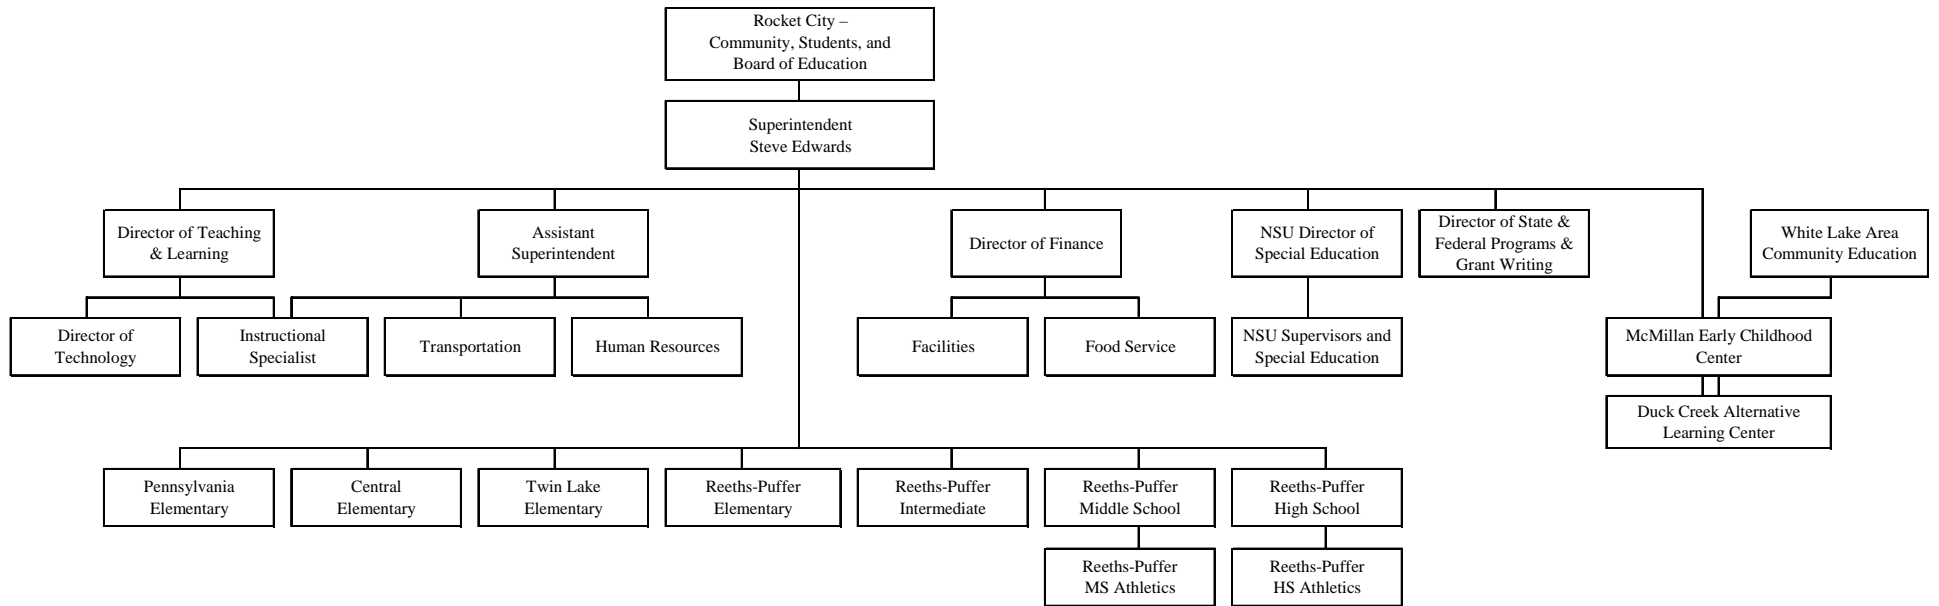 Rocket City –
Community, Students, and
Board of Education
Superintendent
Steve Edwards
Director of Teaching
& Learning
Assistant
Superintendent
Director of Finance
NSU Director of
Special Education
Director of State &
Federal Programs &
Grant Writing
White Lake Area
Community Education
Director of
Technology
Instructional
Specialist
Transportation
Human Resources
Facilities
Food Service
NSU Supervisors and
Special Education
McMillan Early Childhood
Center
Duck Creek Alternative
Learning Center
Pennsylvania
Elementary
Central
Elementary
Twin Lake
Elementary
Reeths-Puffer
Elementary
Reeths-Puffer
Intermediate
Reeths-Puffer
Middle School
Reeths-Puffer
High School
Reeths-Puffer
MS Athletics
Reeths-Puffer
HS Athletics